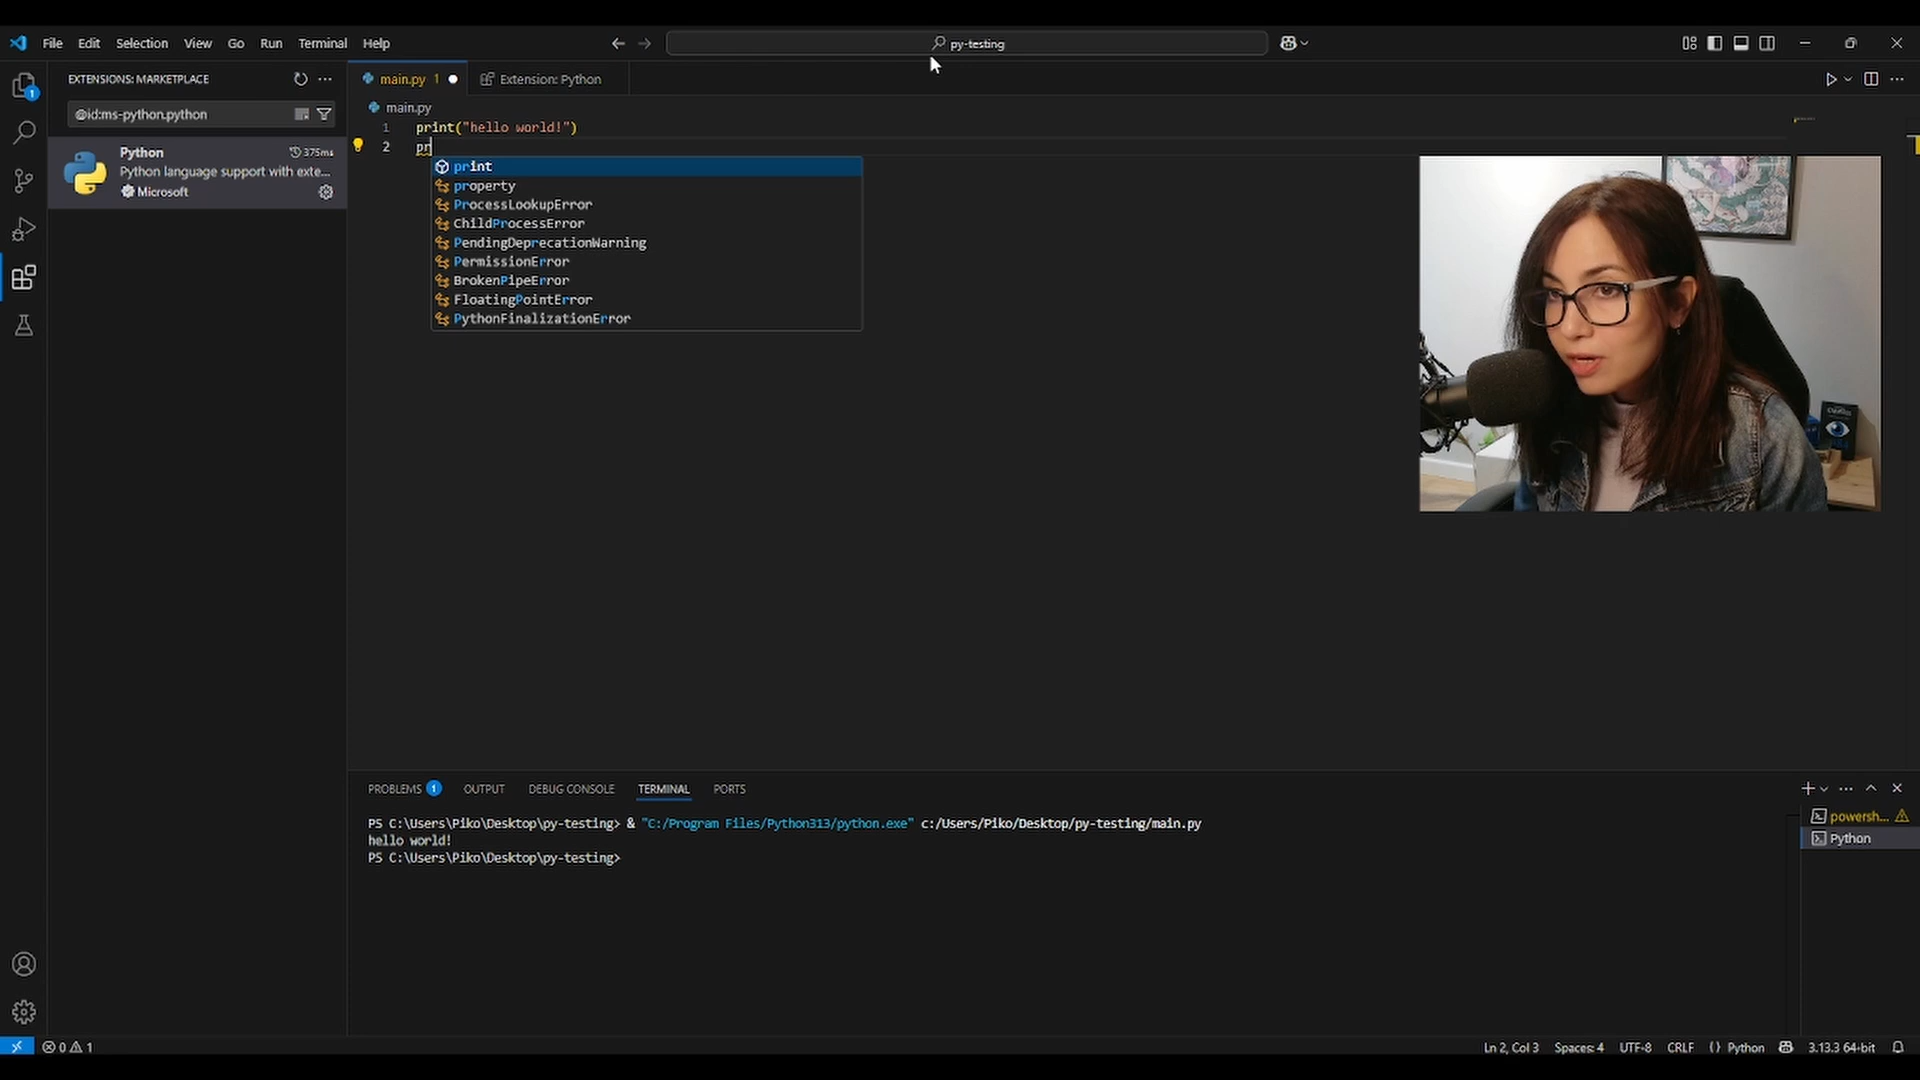 File Edit Selection View Go Run Terminal Help
py-testing
EXTENSIONS: MARKETPLACE
main.py 1
Extension: Python
@id:ms-python.python
main.py
Python
375ms
Python language support with exte...
Microsoft
1 print("hello world!")
2 pr
print
property
ProcessLookupError
ChildProcessError
PendingDeprecationWarning
PermissionError
BrokenPipeError
FloatingPointError
PythonFinalizationError
PROBLEMS 1 OUTPUT DEBUG CONSOLE TERMINAL PORTS
PS C:\Users\Piko\Desktop\py-testing> & "C:/Program Files/Python313/python.exe" c:/Users/Piko/Desktop/py-testing/main.py
hello world!
PS C:\Users\Piko\Desktop\py-testing>
powersh...
Python
1
0 1
Ln 2, Col 3 Spaces: 4 UTF-8 CRLF Python 3.13.3 64-bit